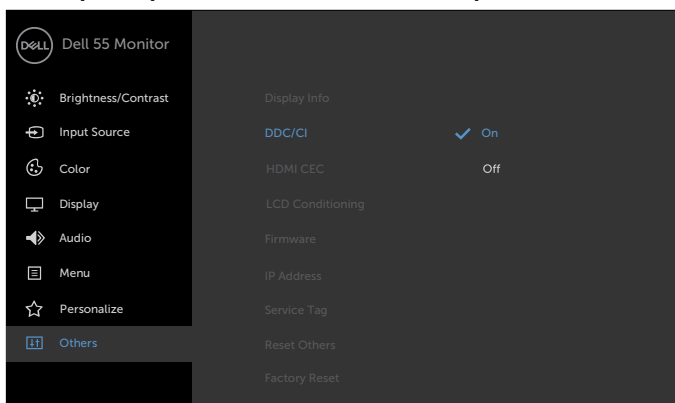 DELL Dell 55 Monitor
Brightness/Contrast Display Info
Input Source DDC/CI On
Color HDMI CEC Off
Display LCD Conditioning
Audio Firmware
Menu IP Address
Personalize Service Tag
Others Reset Others
Factory Reset